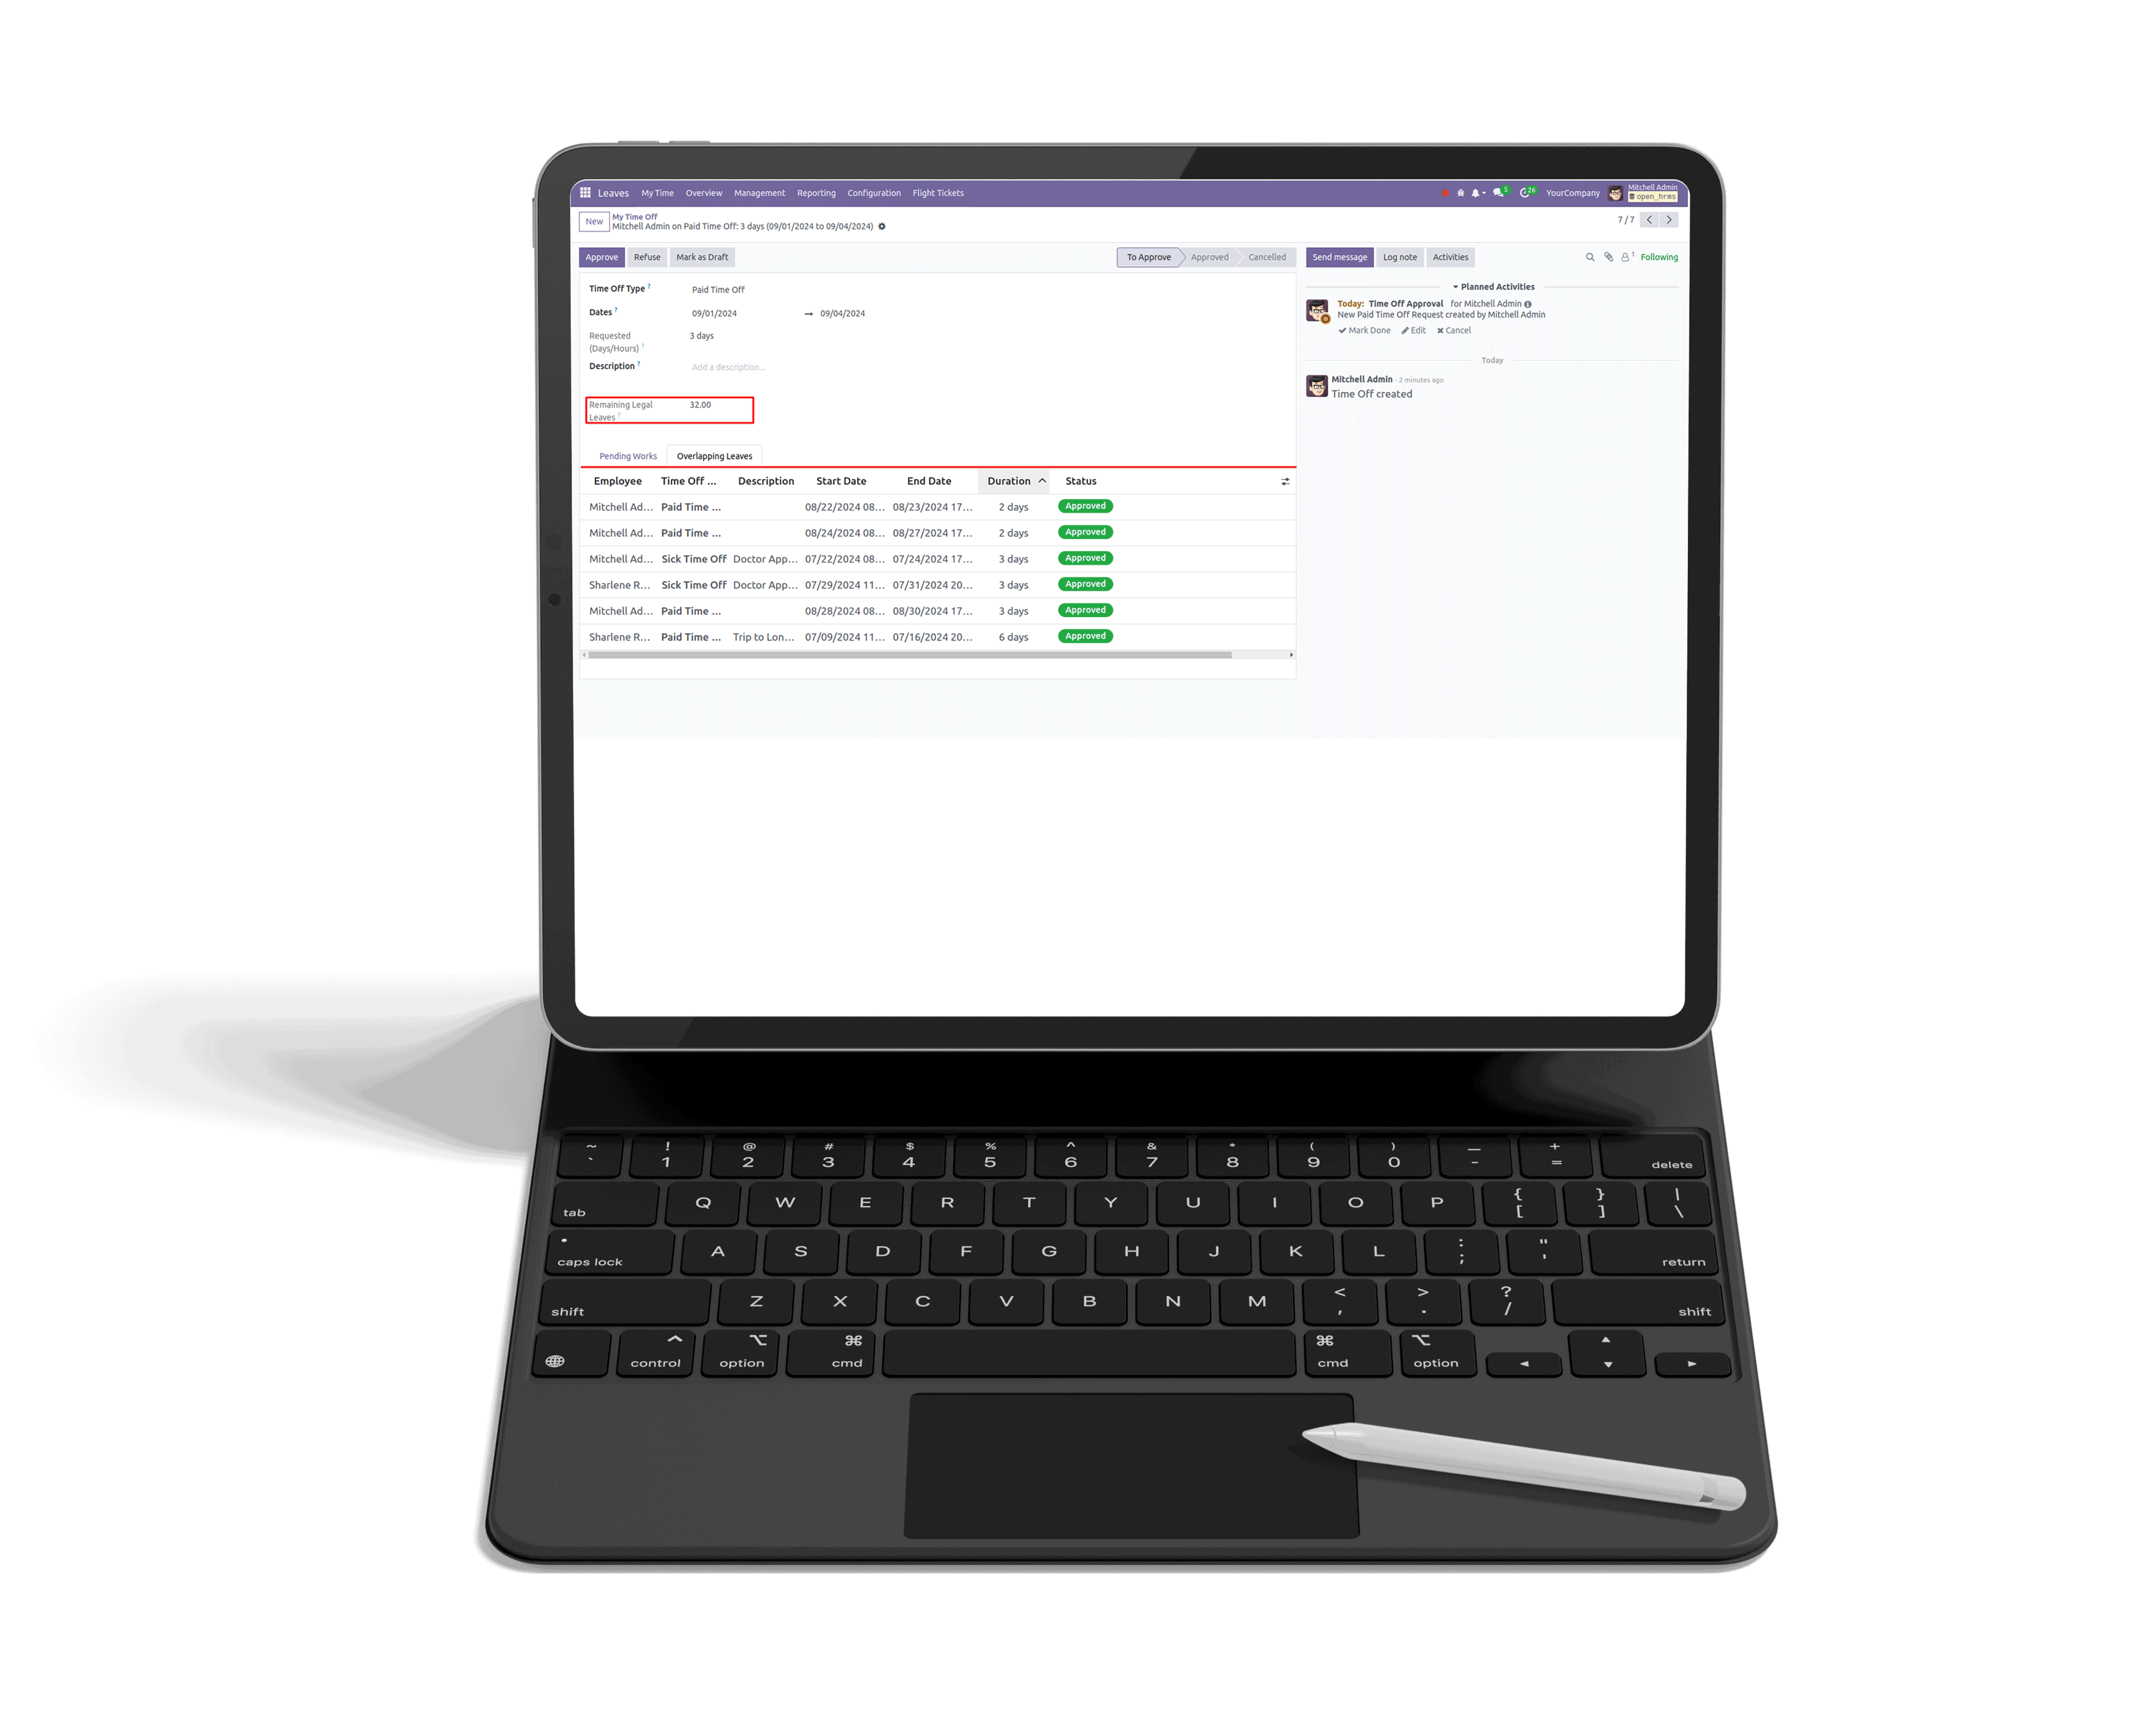 Leaves My Time Overview Management Reporting Configuration Flight Tickets 5 26 YourCompany Mitchell Admin
open_hrms
New My Time Off 7 / 7
Mitchell Admin on Paid Time Off: 3 days (09/01/2024 to 09/04/2024)
Approve Refuse Mark as Draft To Approve Approved Cancelled Send message Log note Activities 1 Following
Time Off Type ? Paid Time Off
Dates ? 09/01/2024 → 09/04/2024
Requested 3 days
(Days/Hours) ?
Description ? Add a description...
Remaining Legal 32.00
Leaves ?
Planned Activities
Today: Time Off Approval for Mitchell Admin
New Paid Time Off Request created by Mitchell Admin
Mark Done Edit Cancel
Today
Mitchell Admin - 2 minutes ago
Time Off created
Pending Works Overlapping Leaves
Employee Time Off ... Description Start Date End Date Duration Status
Mitchell Ad... Paid Time ... 08/22/2024 08... 08/23/2024 17... 2 days Approved
Mitchell Ad... Paid Time ... 08/24/2024 08... 08/27/2024 17... 2 days Approved
Mitchell Ad... Sick Time Off Doctor App... 07/22/2024 08... 07/24/2024 17... 3 days Approved
Sharlene R... Sick Time Off Doctor App... 07/29/2024 11... 07/31/2024 20... 3 days Approved
Mitchell Ad... Paid Time ... 08/28/2024 08... 08/30/2024 17... 3 days Approved
Sharlene R... Paid Time ... Trip to Lon... 07/09/2024 11... 07/16/2024 20... 6 days Approved
~ ! @ # $ % ^ & * ( ) _ +
` 1 2 3 4 5 6 7 8 9 0 - = delete
tab Q W E R T Y U I O P { [ } ] | \
caps lock A S D F G H J K L : ; " ' return
shift Z X C V B N M < , > . ? / shift
control option cmd cmd option